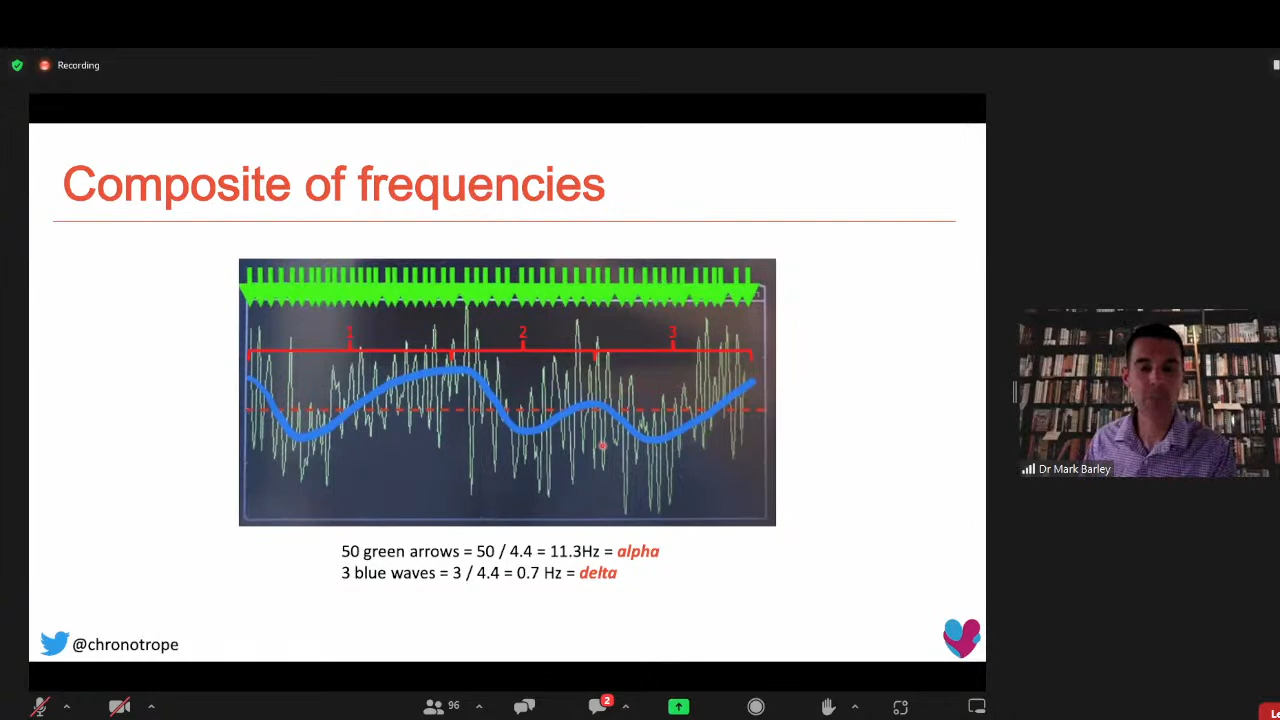 Recording
Composite of frequencies
1
2
3
50 green arrows = 50 / 4.4 = 11.3Hz = alpha
3 blue waves = 3 / 4.4 = 0.7 Hz = delta
@chronotrope
Dr Mark Barley
96
2